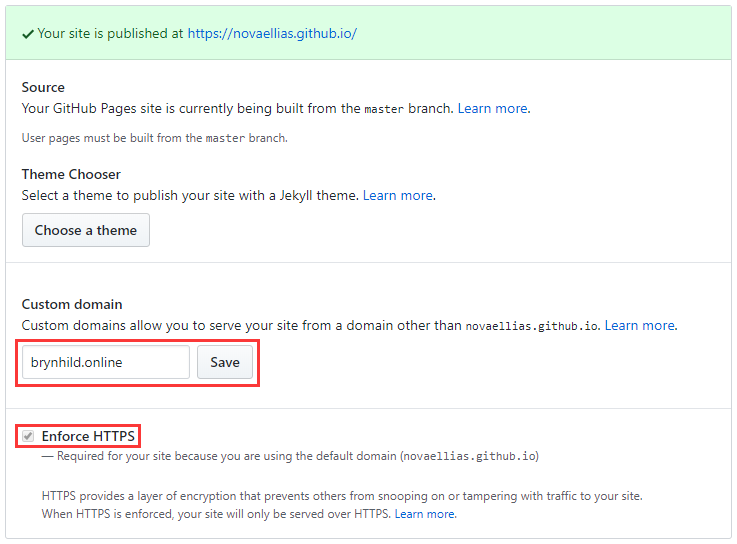 Your site is published at https://novaellias.github.io/
Source
Your GitHub Pages site is currently being built from the master branch. Learn more.
User pages must be built from the master branch.
Theme Chooser
Select a theme to publish your site with a Jekyll theme. Learn more.
Choose a theme
Custom domain
Custom domains allow you to serve your site from a domain other than novaellias.github.io. Learn more.
brynhild.online Save
Enforce HTTPS
— Required for your site because you are using the default domain (novaellias.github.io)
HTTPS provides a layer of encryption that prevents others from snooping on or tampering with traffic to your site.
When HTTPS is enforced, your site will only be served over HTTPS. Learn more.